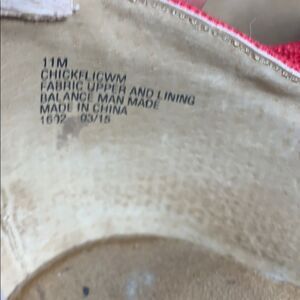 11M
CHICKFLICWM
FABRIC UPPER AND LINING
BALANCE MAN MADE
MADE IN CHINA
1602 03/15